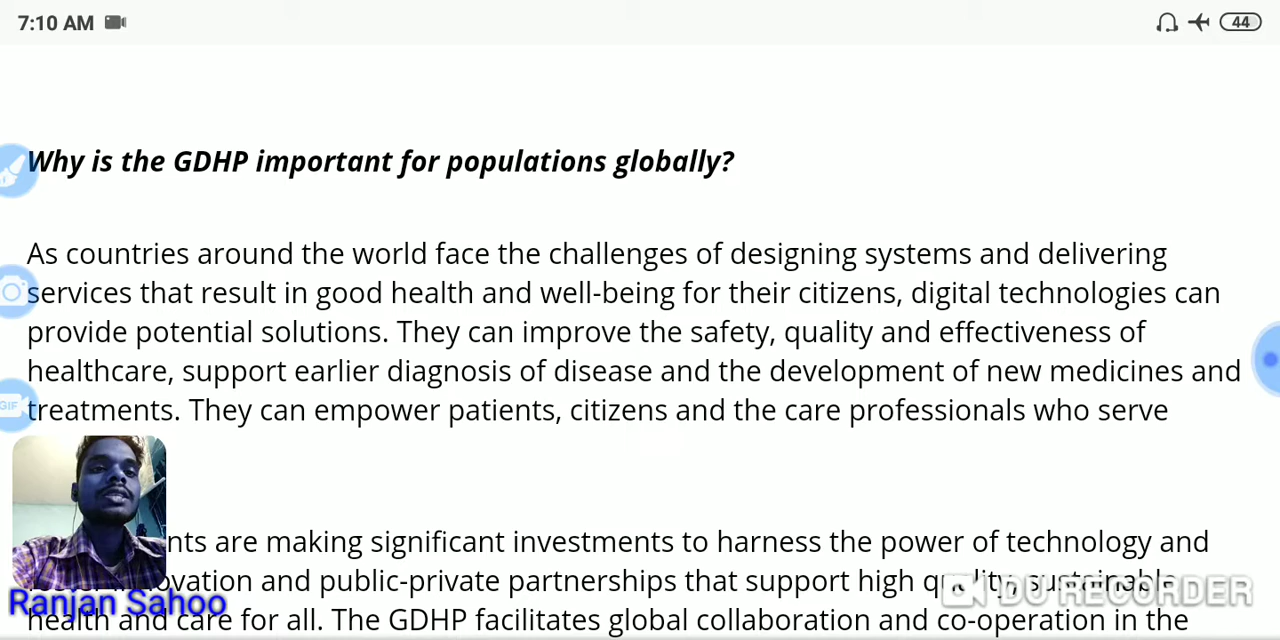 7:10 AM
44
Why is the GDHP important for populations globally?
As countries around the world face the challenges of designing systems and delivering
services that result in good health and well-being for their citizens, digital technologies can
provide potential solutions. They can improve the safety, quality and effectiveness of
healthcare, support earlier diagnosis of disease and the development of new medicines and
treatments. They can empower patients, citizens and the care professionals who serve
GIF
nts are making significant investments to harness the power of technology and
ovation and public-private partnerships that support high quality, sustainable
health and care for all. The GDHP facilitates global collaboration and co-operation in the
Ranjan Sahoo
DU RECORDER